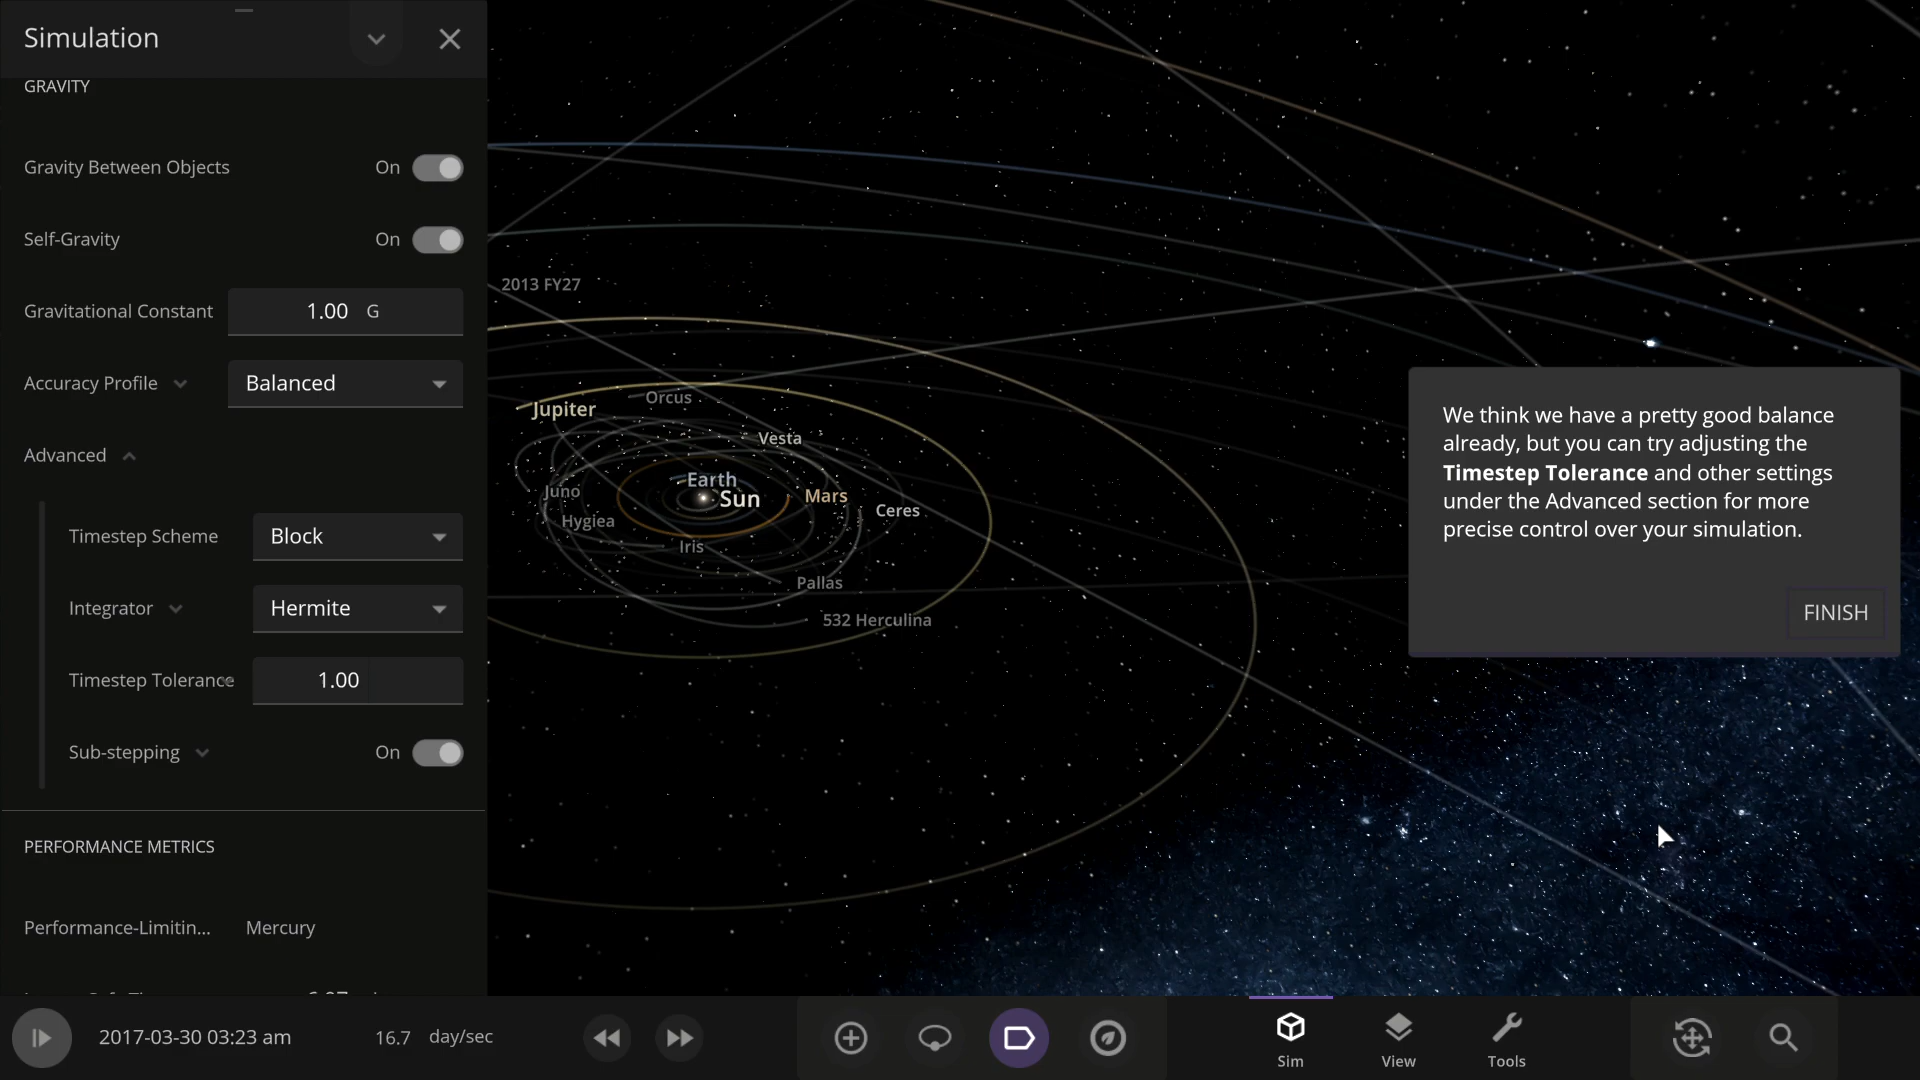 Simulation
GRAVITY
Gravity Between Objects On
Self-Gravity On
Gravitational Constant 1.00 G
Accuracy Profile Balanced
Advanced
Timestep Scheme Block
Integrator Hermite
Timestep Tolerance 1.00
Sub-stepping On
PERFORMANCE METRICS
Performance-Limitin... Mercury
2013 FY27
Orcus
Jupiter
Vesta
Earth
Sun
Mars
Juno
Ceres
Hygiea
Iris
Pallas
532 Herculina
We think we have a pretty good balance
already, but you can try adjusting the
Timestep Tolerance and other settings
under the Advanced section for more
precise control over your simulation.
FINISH
2017-03-30 03:23 am 16.7 day/sec
Sim View Tools